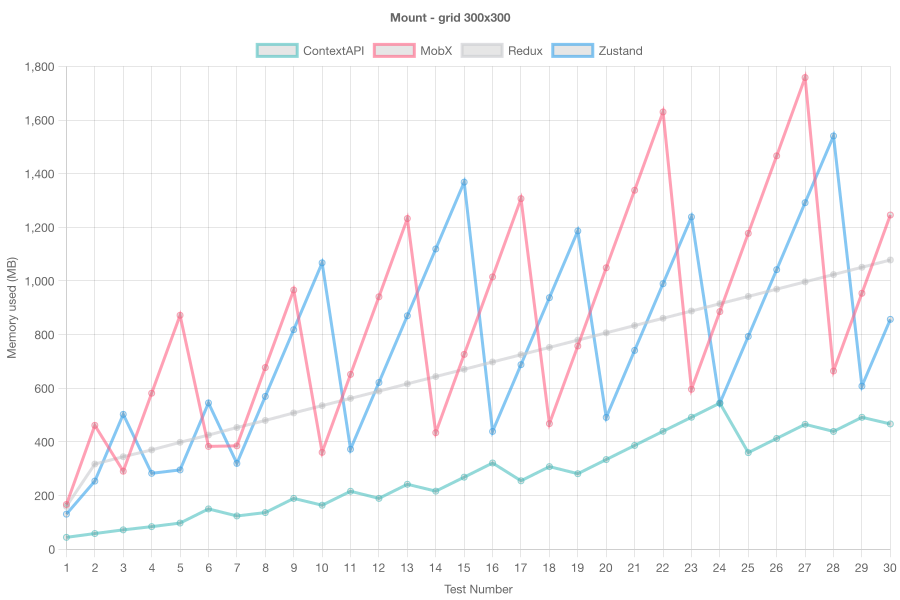 Mount - grid 300x300
ContextAPI MobX Redux Zustand
1,800
1,600
1,400
1,200
1,000
800
600
400
200
0
Memory used (MB)
1 2 3 4 5 6 7 8 9 10 11 12 13 14 15 16 17 18 19 20 21 22 23 24 25 26 27 28 29 30
Test Number